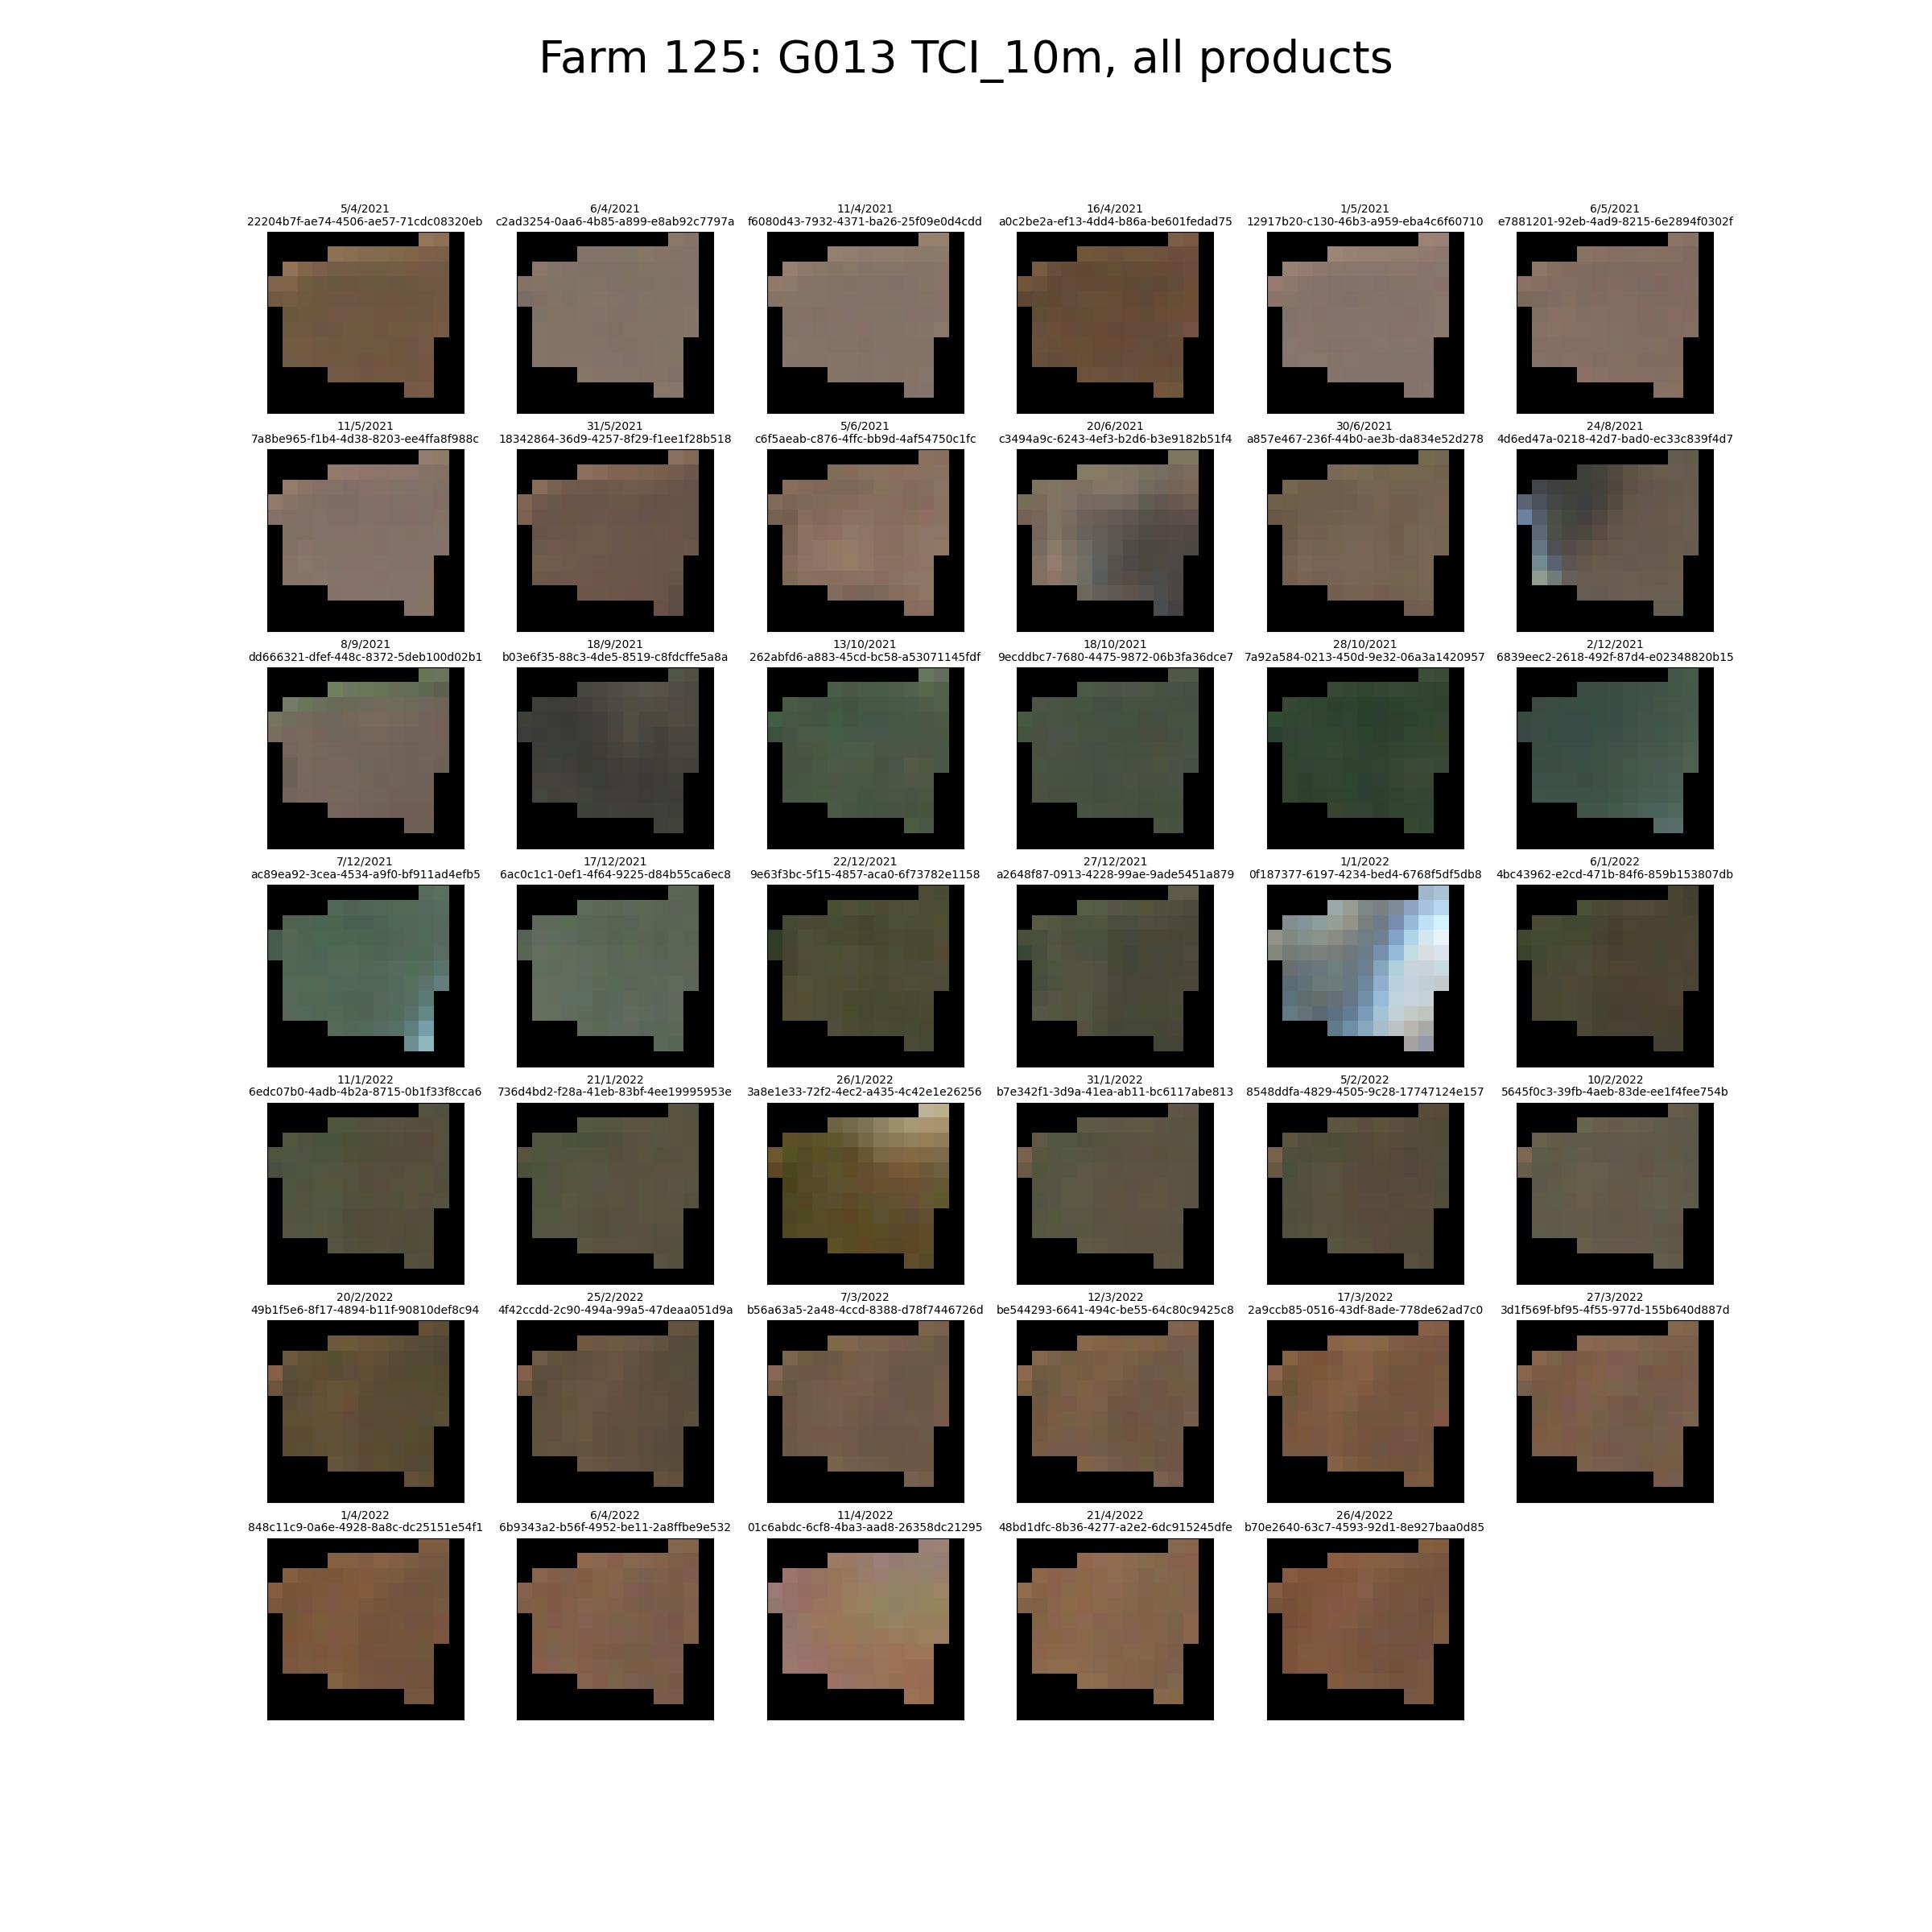 Farm 125: G013 TCI_10m, all products
5/4/2021 6/4/2021 11/4/2021 16/4/2021 1/5/2021 6/5/2021
22204b7f-ae74-4506-ae57-71cdc08320eb c2ad3254-0aa6-4b85-a899-e8ab92c7797a f6080d43-7932-4371-ba26-25f09e0d4cdd a0c2be2a-ef13-4dd4-b86a-be601fedad75 12917b20-c130-46b3-a959-eba4c6f60710 e7881201-92eb-4ad9-8215-6e2894f0302f
11/5/2021 31/5/2021 5/6/2021 20/6/2021 30/6/2021 24/8/2021
7a8be965-f1b4-4d38-8203-ee4ffa8f988c 18342864-36d9-4257-8f29-f1ee1f28b518 c6f5aeab-c876-4ffc-bb9d-4af54750c1fc c3494a9c-6243-4ef3-b2d6-b3e9182b51f4 a857e467-236f-44b0-ae3b-da834e52d278 4d6ed47a-0218-42d7-bad0-ec33c839f4d7
8/9/2021 18/9/2021 13/10/2021 18/10/2021 28/10/2021 2/12/2021
dd666321-dfef-448c-8372-5deb100d02b1 b03e6f35-88c3-4de5-8519-c8fdcffe5a8a 262abfd6-a883-45cd-bc58-a53071145fdf 9ecddbc7-7680-4475-9872-06b3fa36dce7 7a92a584-0213-450d-9e32-06a3a1420957 6839eec2-2618-492f-87d4-e02348820b15
7/12/2021 17/12/2021 22/12/2021 27/12/2021 1/1/2022 6/1/2022
ac89ea92-3cea-4534-a9f0-bf911ad4efb5 6ac0c1c1-0ef1-4f64-9225-d84b55ca6ec8 9e63f3bc-5f15-4857-aca0-6f73782e1158 a2648f87-0913-4228-99ae-9ade5451a879 0f187377-6197-4234-bed4-6768f5df5db8 4bc43962-e2cd-471b-84f6-859b153807db
11/1/2022 21/1/2022 26/1/2022 31/1/2022 5/2/2022 10/2/2022
6edc07b0-4adb-4b2a-8715-0b1f33f8cca6 736d4bd2-f28a-41eb-83bf-4ee19995953e 3a8e1e33-72f2-4ec2-a435-4c42e1e26256 b7e342f1-3d9a-41ea-ab11-bc6117abe813 8548ddfa-4829-4505-9c28-17747124e157 5645f0c3-39fb-4aeb-83de-ee1f4fee754b
20/2/2022 25/2/2022 7/3/2022 12/3/2022 17/3/2022 27/3/2022
49b1f5e6-8f17-4894-b11f-90810def8c94 4f42ccdd-2c90-494a-99a5-47deaa051d9a b56a63a5-2a48-4ccd-8388-d78f7446726d be544293-6641-494c-be55-64c80c9425c8 2a9ccb85-0516-43df-8ade-778de62ad7c0 3d1f569f-bf95-4f55-977d-155b640d887d
1/4/2022 6/4/2022 11/4/2022 21/4/2022 26/4/2022
848c11c9-0a6e-4928-8a8c-dc25151e54f1 6b9343a2-b56f-4952-be11-2a8ffbe9e532 01c6abdc-6cf8-4ba3-aad8-26358dc21295 48bd1dfc-8b36-4277-a2e2-6dc915245dfe b70e2640-63c7-4593-92d1-8e927baa0d85